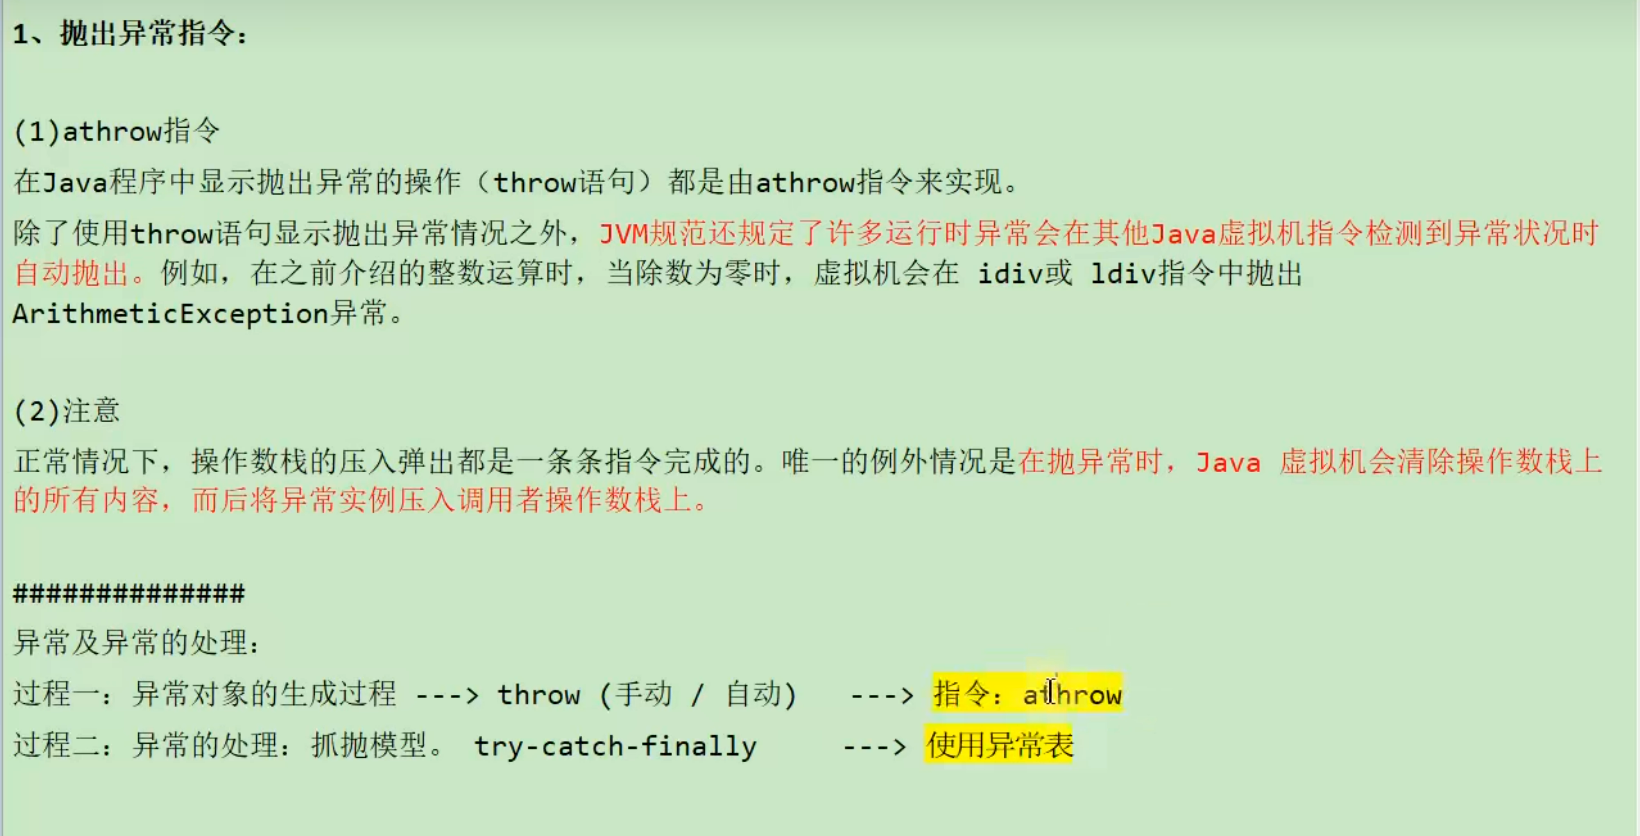 1、抛出异常指令：
(1)athrow指令
在Java程序中显示抛出异常的操作（throw语句）都是由athrow指令来实现。
除了使用throw语句显示抛出异常情况之外，JVM规范还规定了许多运行时异常会在其他Java虚拟机指令检测到异常状况时
自动抛出。例如，在之前介绍的整数运算时，当除数为零时，虚拟机会在 idiv或 ldiv指令中抛出
ArithmeticException异常。
(2)注意
正常情况下，操作数栈的压入弹出都是一条条指令完成的。唯一的例外情况是在抛异常时，Java 虚拟机会清除操作数栈上
的所有内容，而后将异常实例压入调用者操作数栈上。
##############
异常及异常的处理：
过程一：异常对象的生成过程 ---> throw (手动 / 自动) ---> 指令：athrow
过程二：异常的处理：抓抛模型。 try-catch-finally ---> 使用异常表